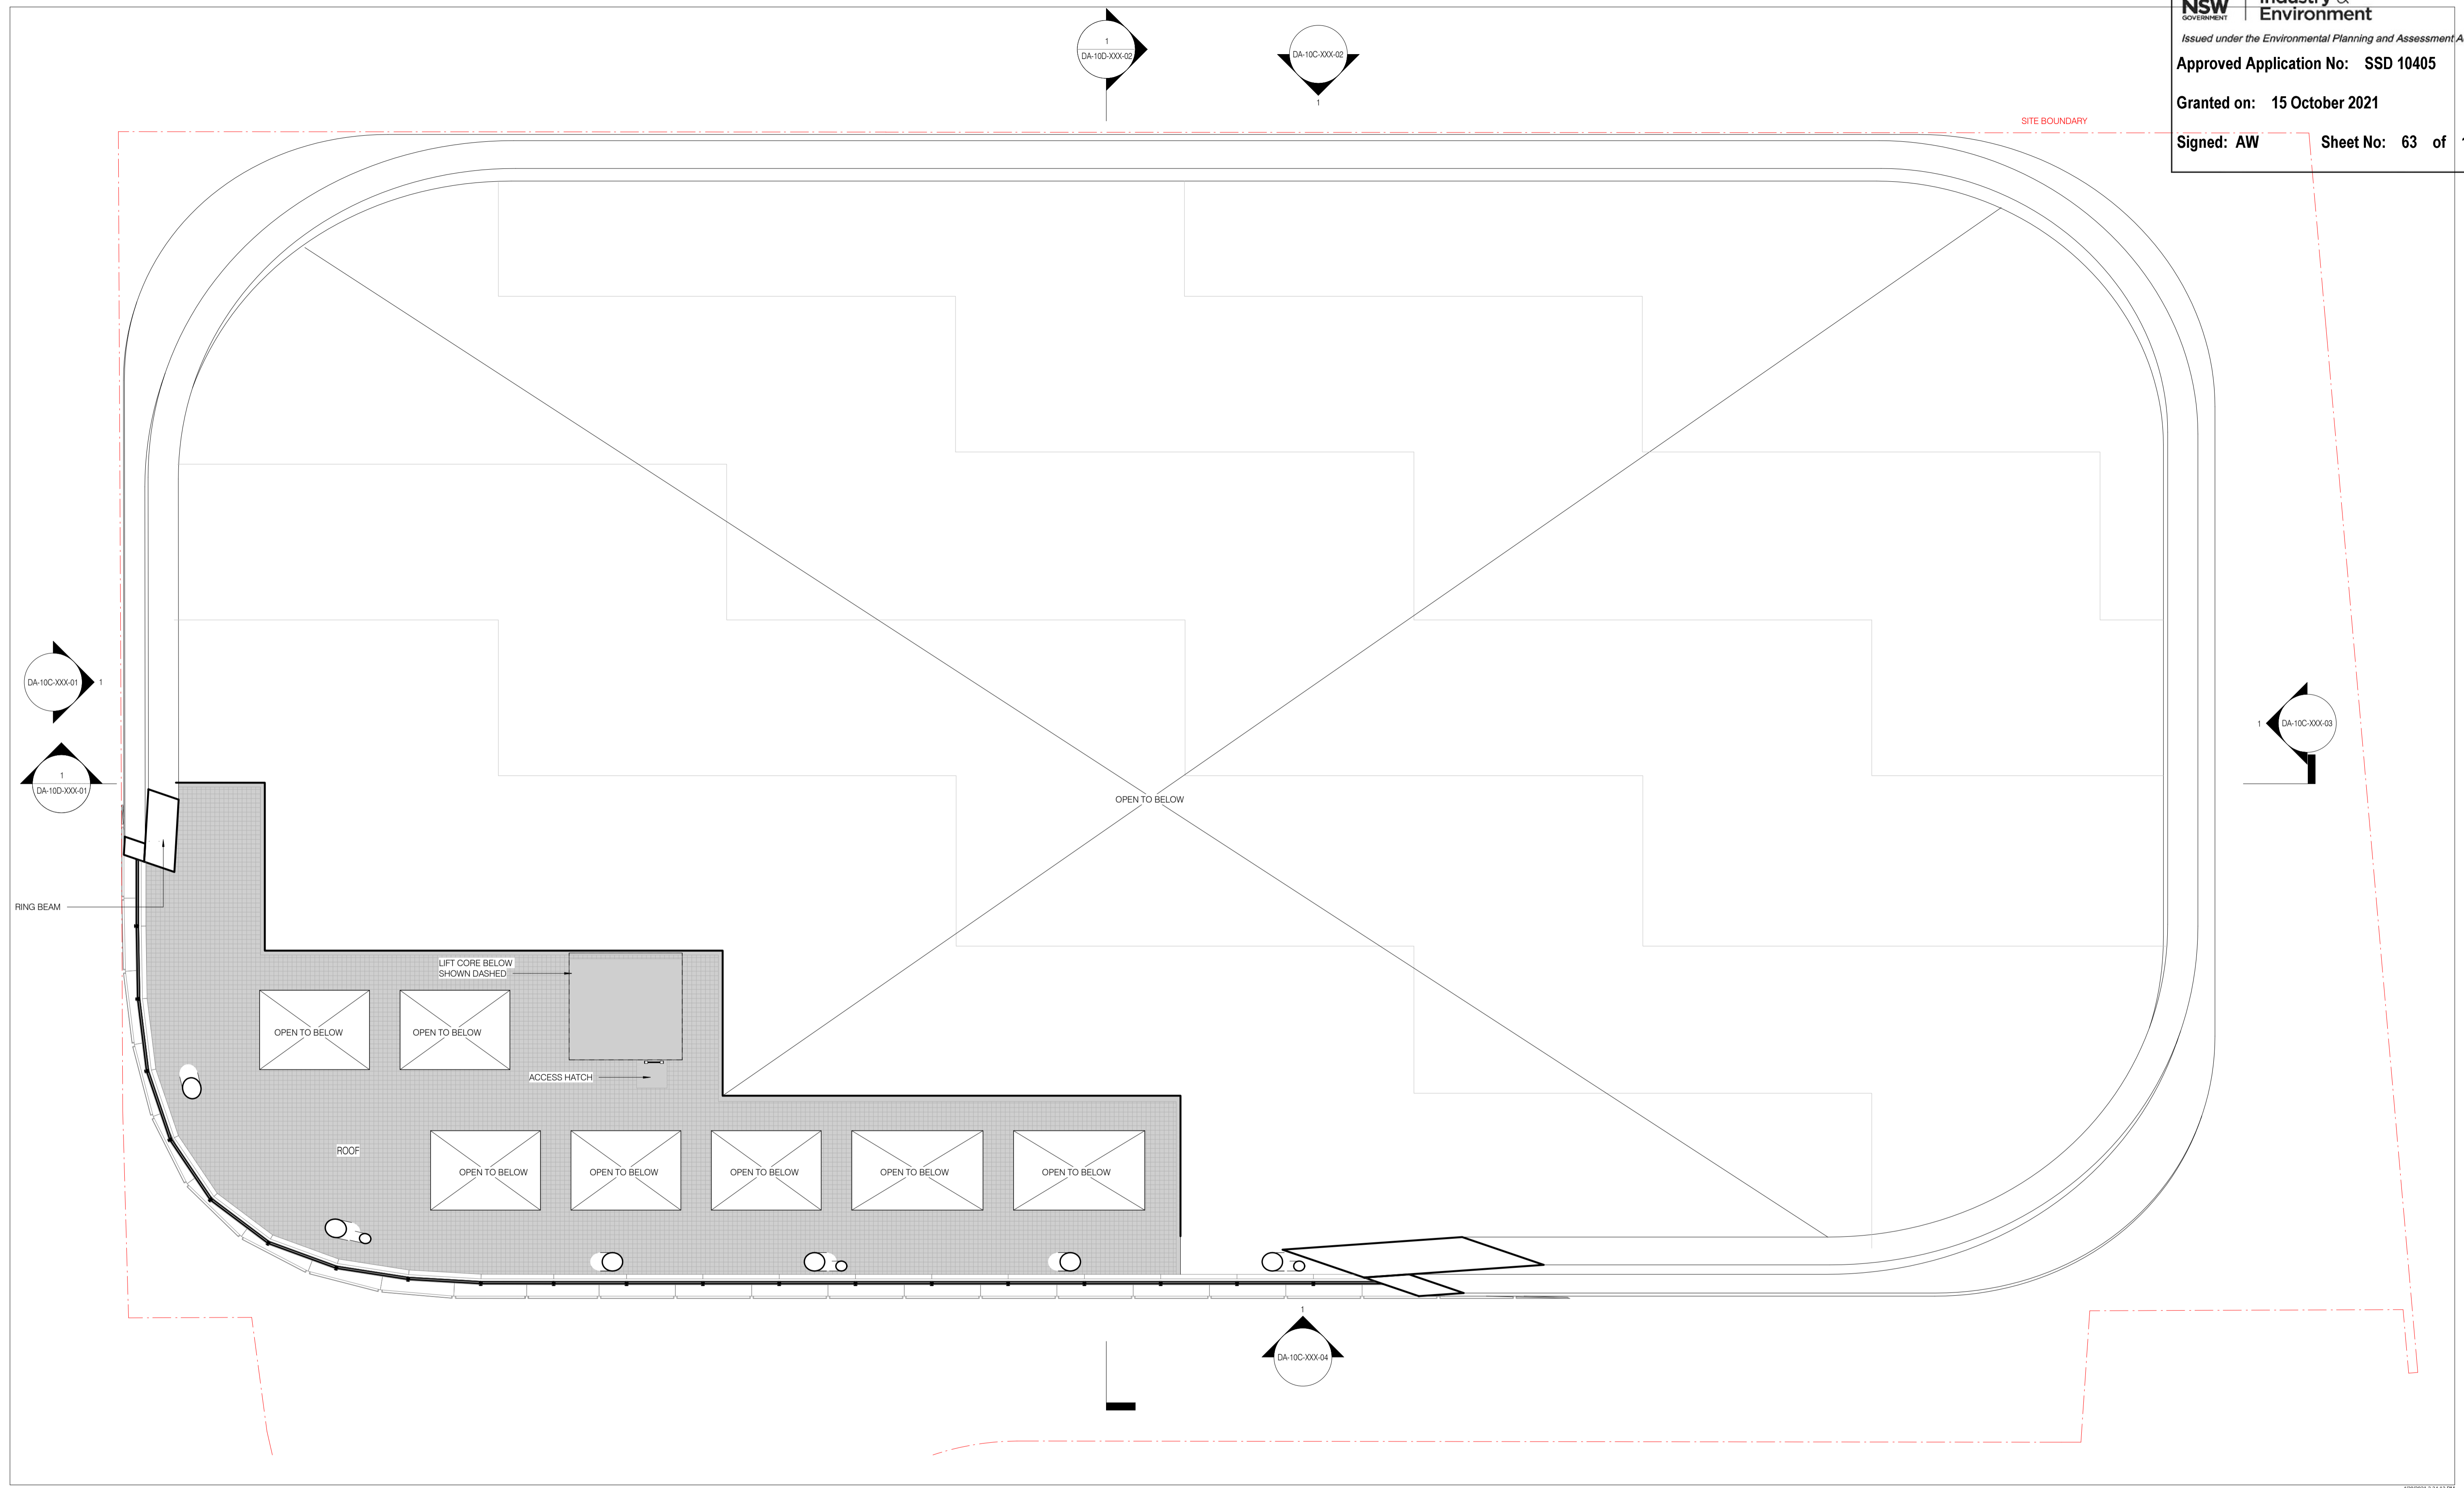 NSW
GOVERNMENT
Industry &
Environment
Issued under the Environmental Planning and Assessment A
Approved Application No: SSD 10405
Granted on: 15 October 2021
Signed: AW Sheet No: 63 of
1
DA-10D-XXX-02
DA-10C-XXX-02
1
SITE BOUNDARY
DA-10C-XXX-01
1
1
DA-10D-XXX-01
1
DA-10C-XXX-03
OPEN TO BELOW
RING BEAM
LIFT CORE BELOW
SHOWN DASHED
OPEN TO BELOW
OPEN TO BELOW
ACCESS HATCH
ROOF
OPEN TO BELOW
OPEN TO BELOW
OPEN TO BELOW
OPEN TO BELOW
OPEN TO BELOW
1
DA-10C-XXX-04